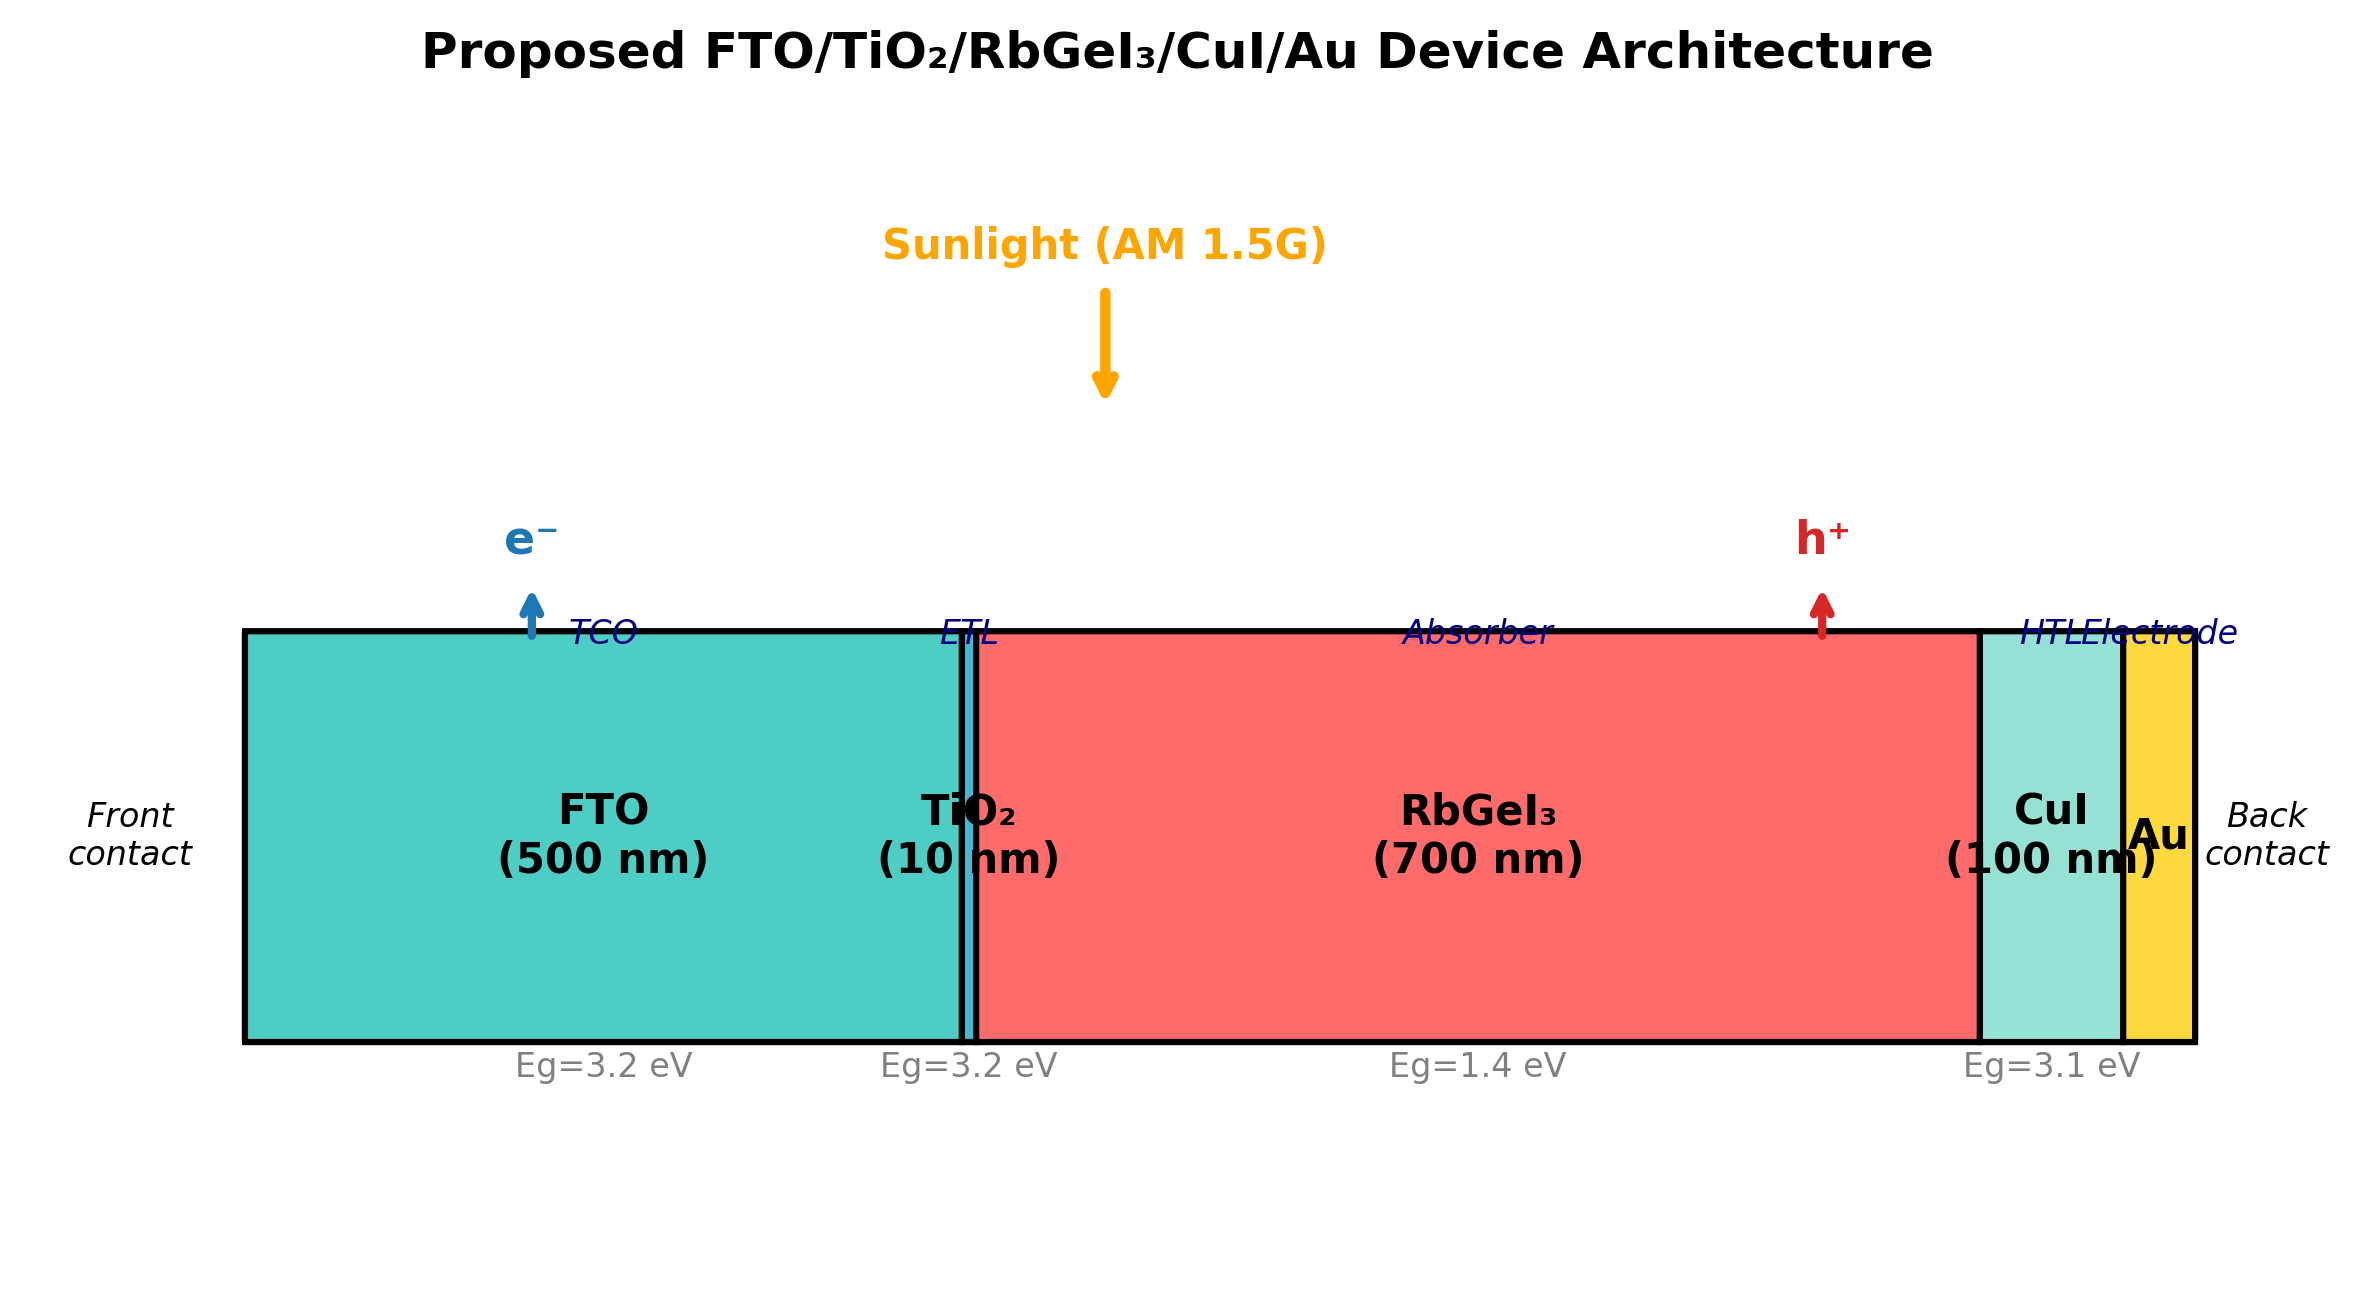 Proposed FTO/TiO₂/RbGeI₃/CuI/Au Device Architecture
Sunlight (AM 1.5G)
e⁻
h⁺
TCO
ETL
Absorber
HTL
Electrode
Front
contact
FTO
(500 nm)
TiO₂
(10 nm)
RbGeI₃
(700 nm)
CuI
(100 nm)
Au
Back
contact
Eg=3.2 eV
Eg=3.2 eV
Eg=1.4 eV
Eg=3.1 eV